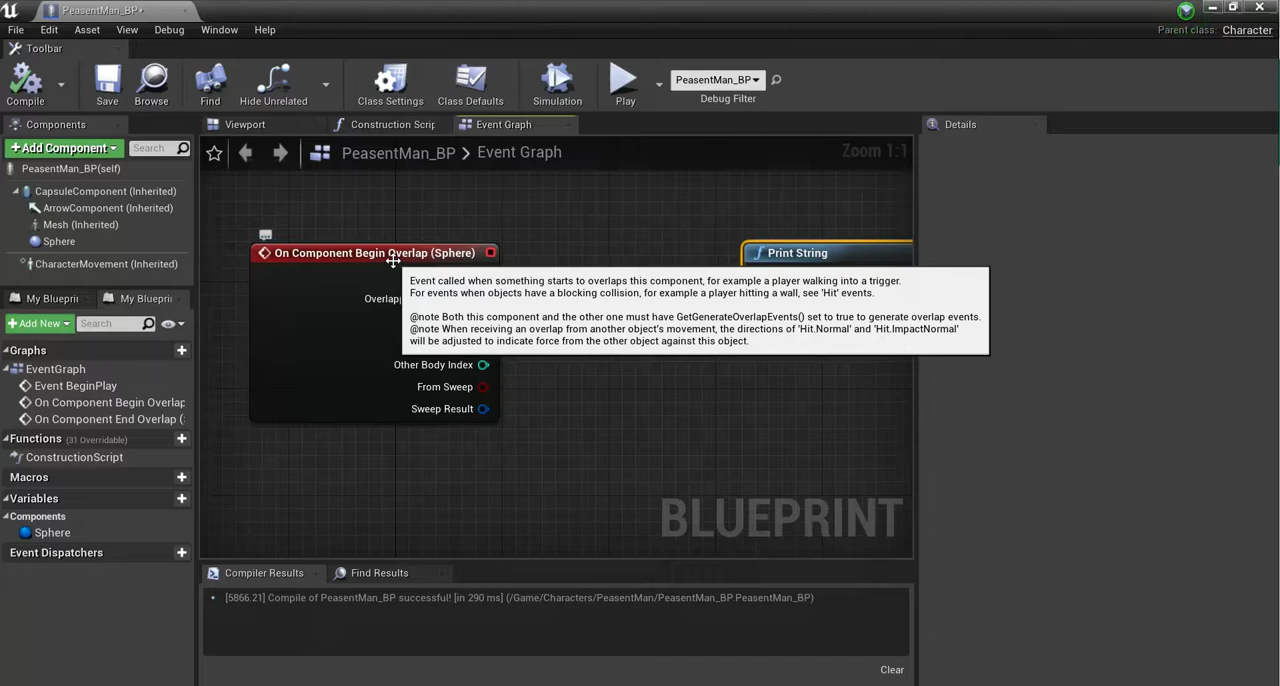 PeasentMan_BP*
File Edit Asset View Debug Window Help
Parent class: Character
Toolbar
Compile Save Browse Find Hide Unrelated Class Settings Class Defaults Simulation Play
PeasentMan_BP
Debug Filter
Components
Viewport Construction Scrip Event Graph
Details
+Add Component Search
PeasentMan_BP > Event Graph
Zoom 1:1
PeasentMan_BP(self)
CapsuleComponent (Inherited)
ArrowComponent (Inherited)
Mesh (Inherited)
Sphere
CharacterMovement (Inherited)
On Component Begin Overlap (Sphere)
Print String
Event called when something starts to overlaps this component, for example a player walking into a trigger.
For events when objects have a blocking collision, for example a player hitting a wall, see 'Hit' events.
@note Both this component and the other one must have GetGenerateOverlapEvents() set to true to generate overlap events.
@note When receiving an overlap from another object's movement, the directions of 'Hit.Normal' and 'Hit.ImpactNormal'
will be adjusted to indicate force from the other object against this object.
Overlap
Other Body Index
From Sweep
Sweep Result
My Bluepri My Bluepri
+Add New Search
Graphs
EventGraph
Event BeginPlay
On Component Begin Overlap
On Component End Overlap (
Functions (31 Overridable)
ConstructionScript
Macros
Variables
Components
Sphere
Event Dispatchers
BLUEPRINT
Compiler Results Find Results
[5866.21] Compile of PeasentMan_BP successful! [in 290 ms] (/Game/Characters/PeasentMan/PeasentMan_BP.PeasentMan_BP)
Clear